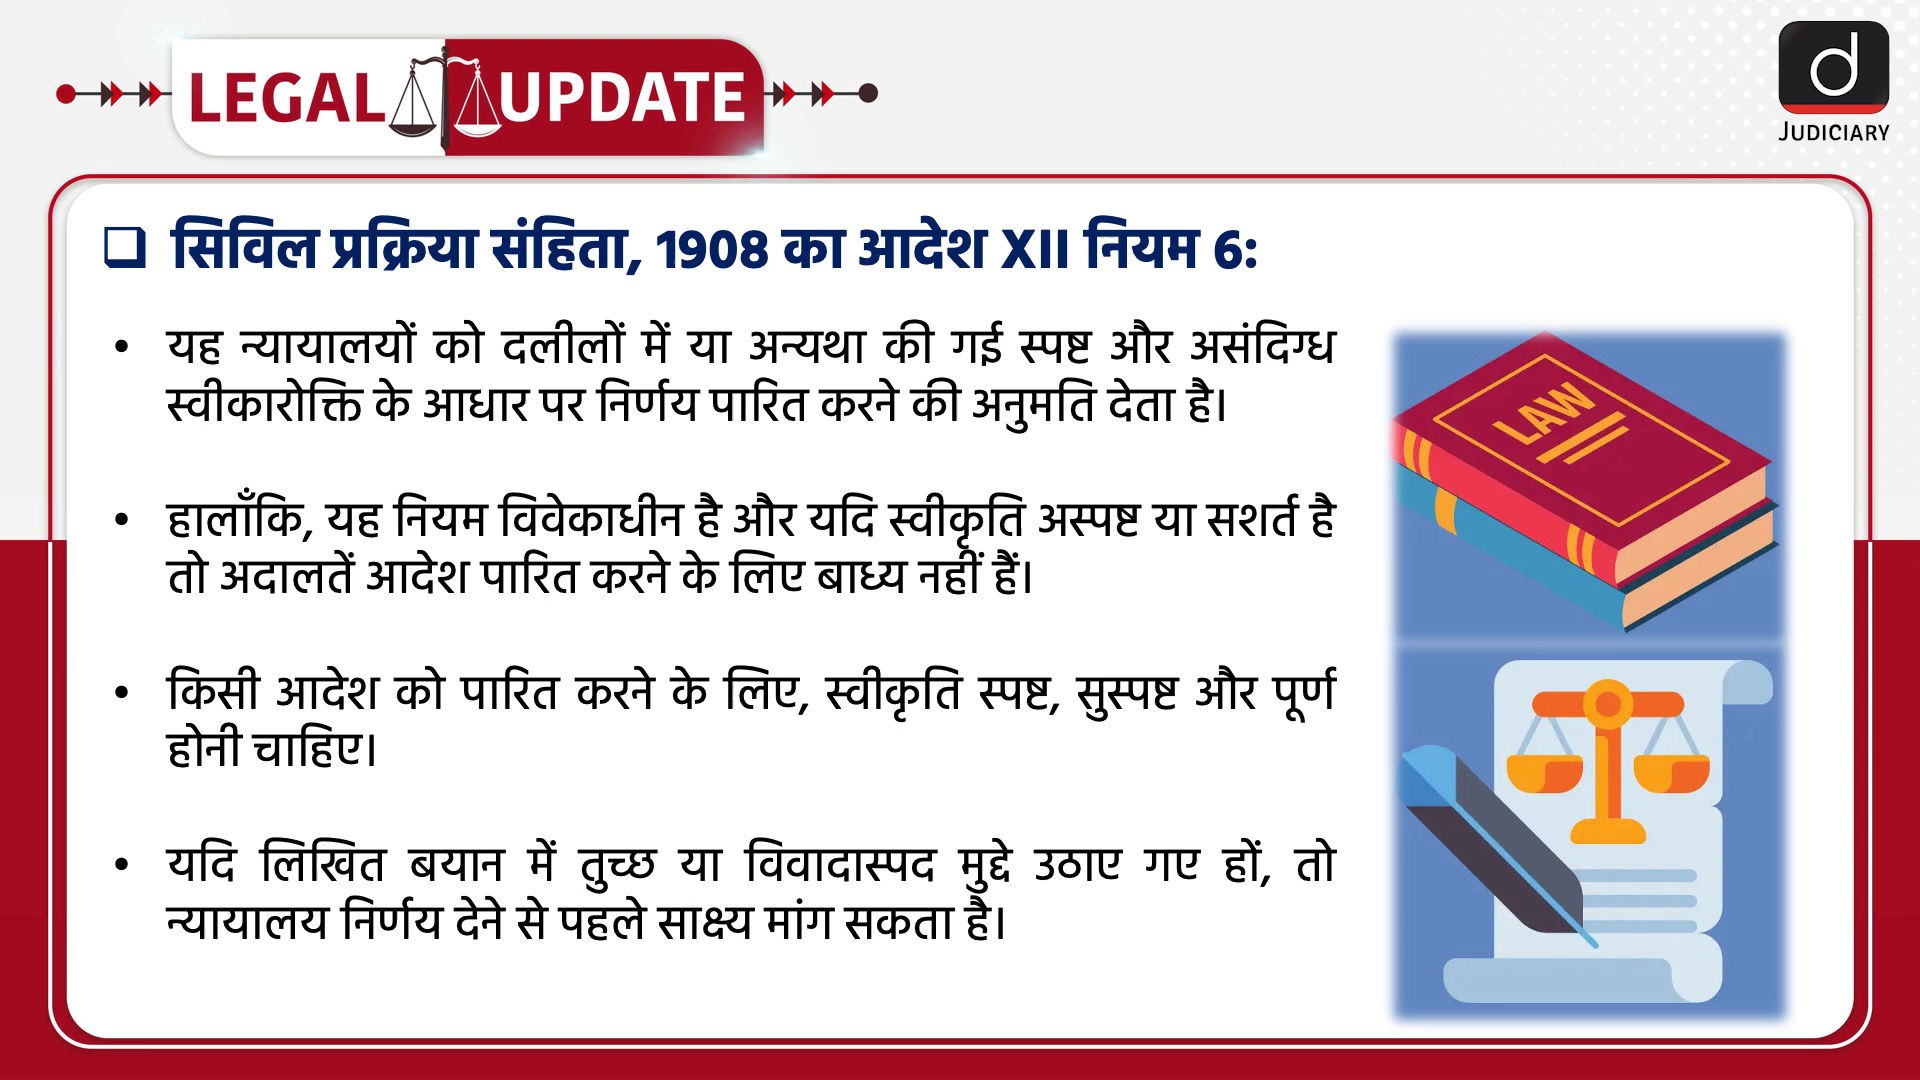 LEGAL UPDATE
d
JUDICIARY
❑ सिविल प्रक्रिया संहिता, 1908 का आदेश XII नियम 6:
• यह न्यायालयों को दलीलों में या अन्यथा की गई स्पष्ट और असंदिग्ध
स्वीकारोक्ति के आधार पर निर्णय पारित करने की अनुमति देता है।
• हालाँकि, यह नियम विवेकाधीन है और यदि स्वीकृति अस्पष्ट या सशर्त है
तो अदालतें आदेश पारित करने के लिए बाध्य नहीं हैं।
• किसी आदेश को पारित करने के लिए, स्वीकृति स्पष्ट, सुस्पष्ट और पूर्ण
होनी चाहिए।
• यदि लिखित बयान में तुच्छ या विवादास्पद मुद्दे उठाए गए हों, तो
न्यायालय निर्णय देने से पहले साक्ष्य मांग सकता है।
LAW